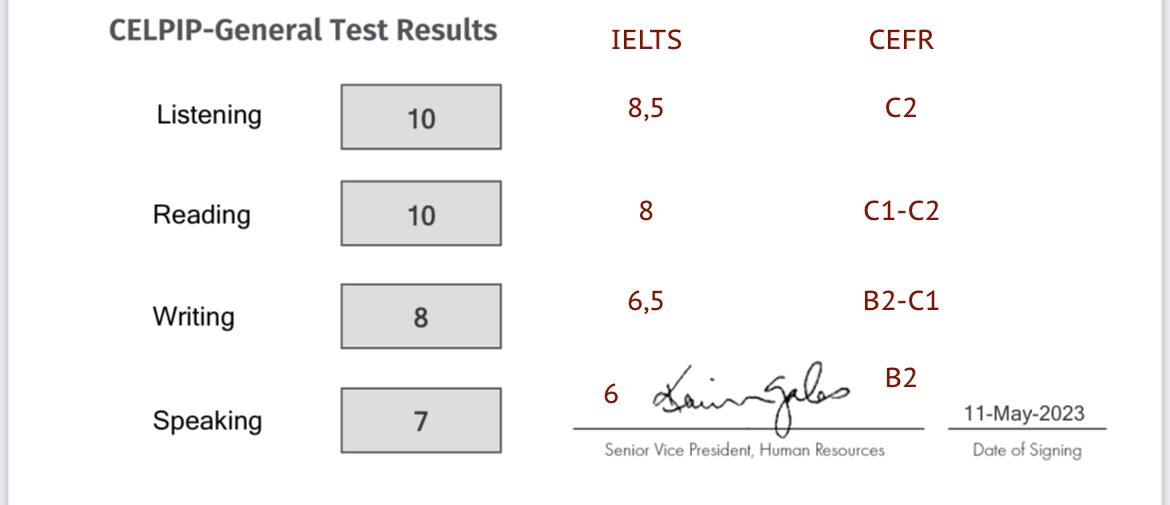 CELPIP-General Test Results IELTS CEFR
Listening 10 8,5 C2
Reading 10 8 C1-C2
Writing 8 6,5 B2-C1
Speaking 7 6 B2
11-May-2023
Senior Vice President, Human Resources Date of Signing